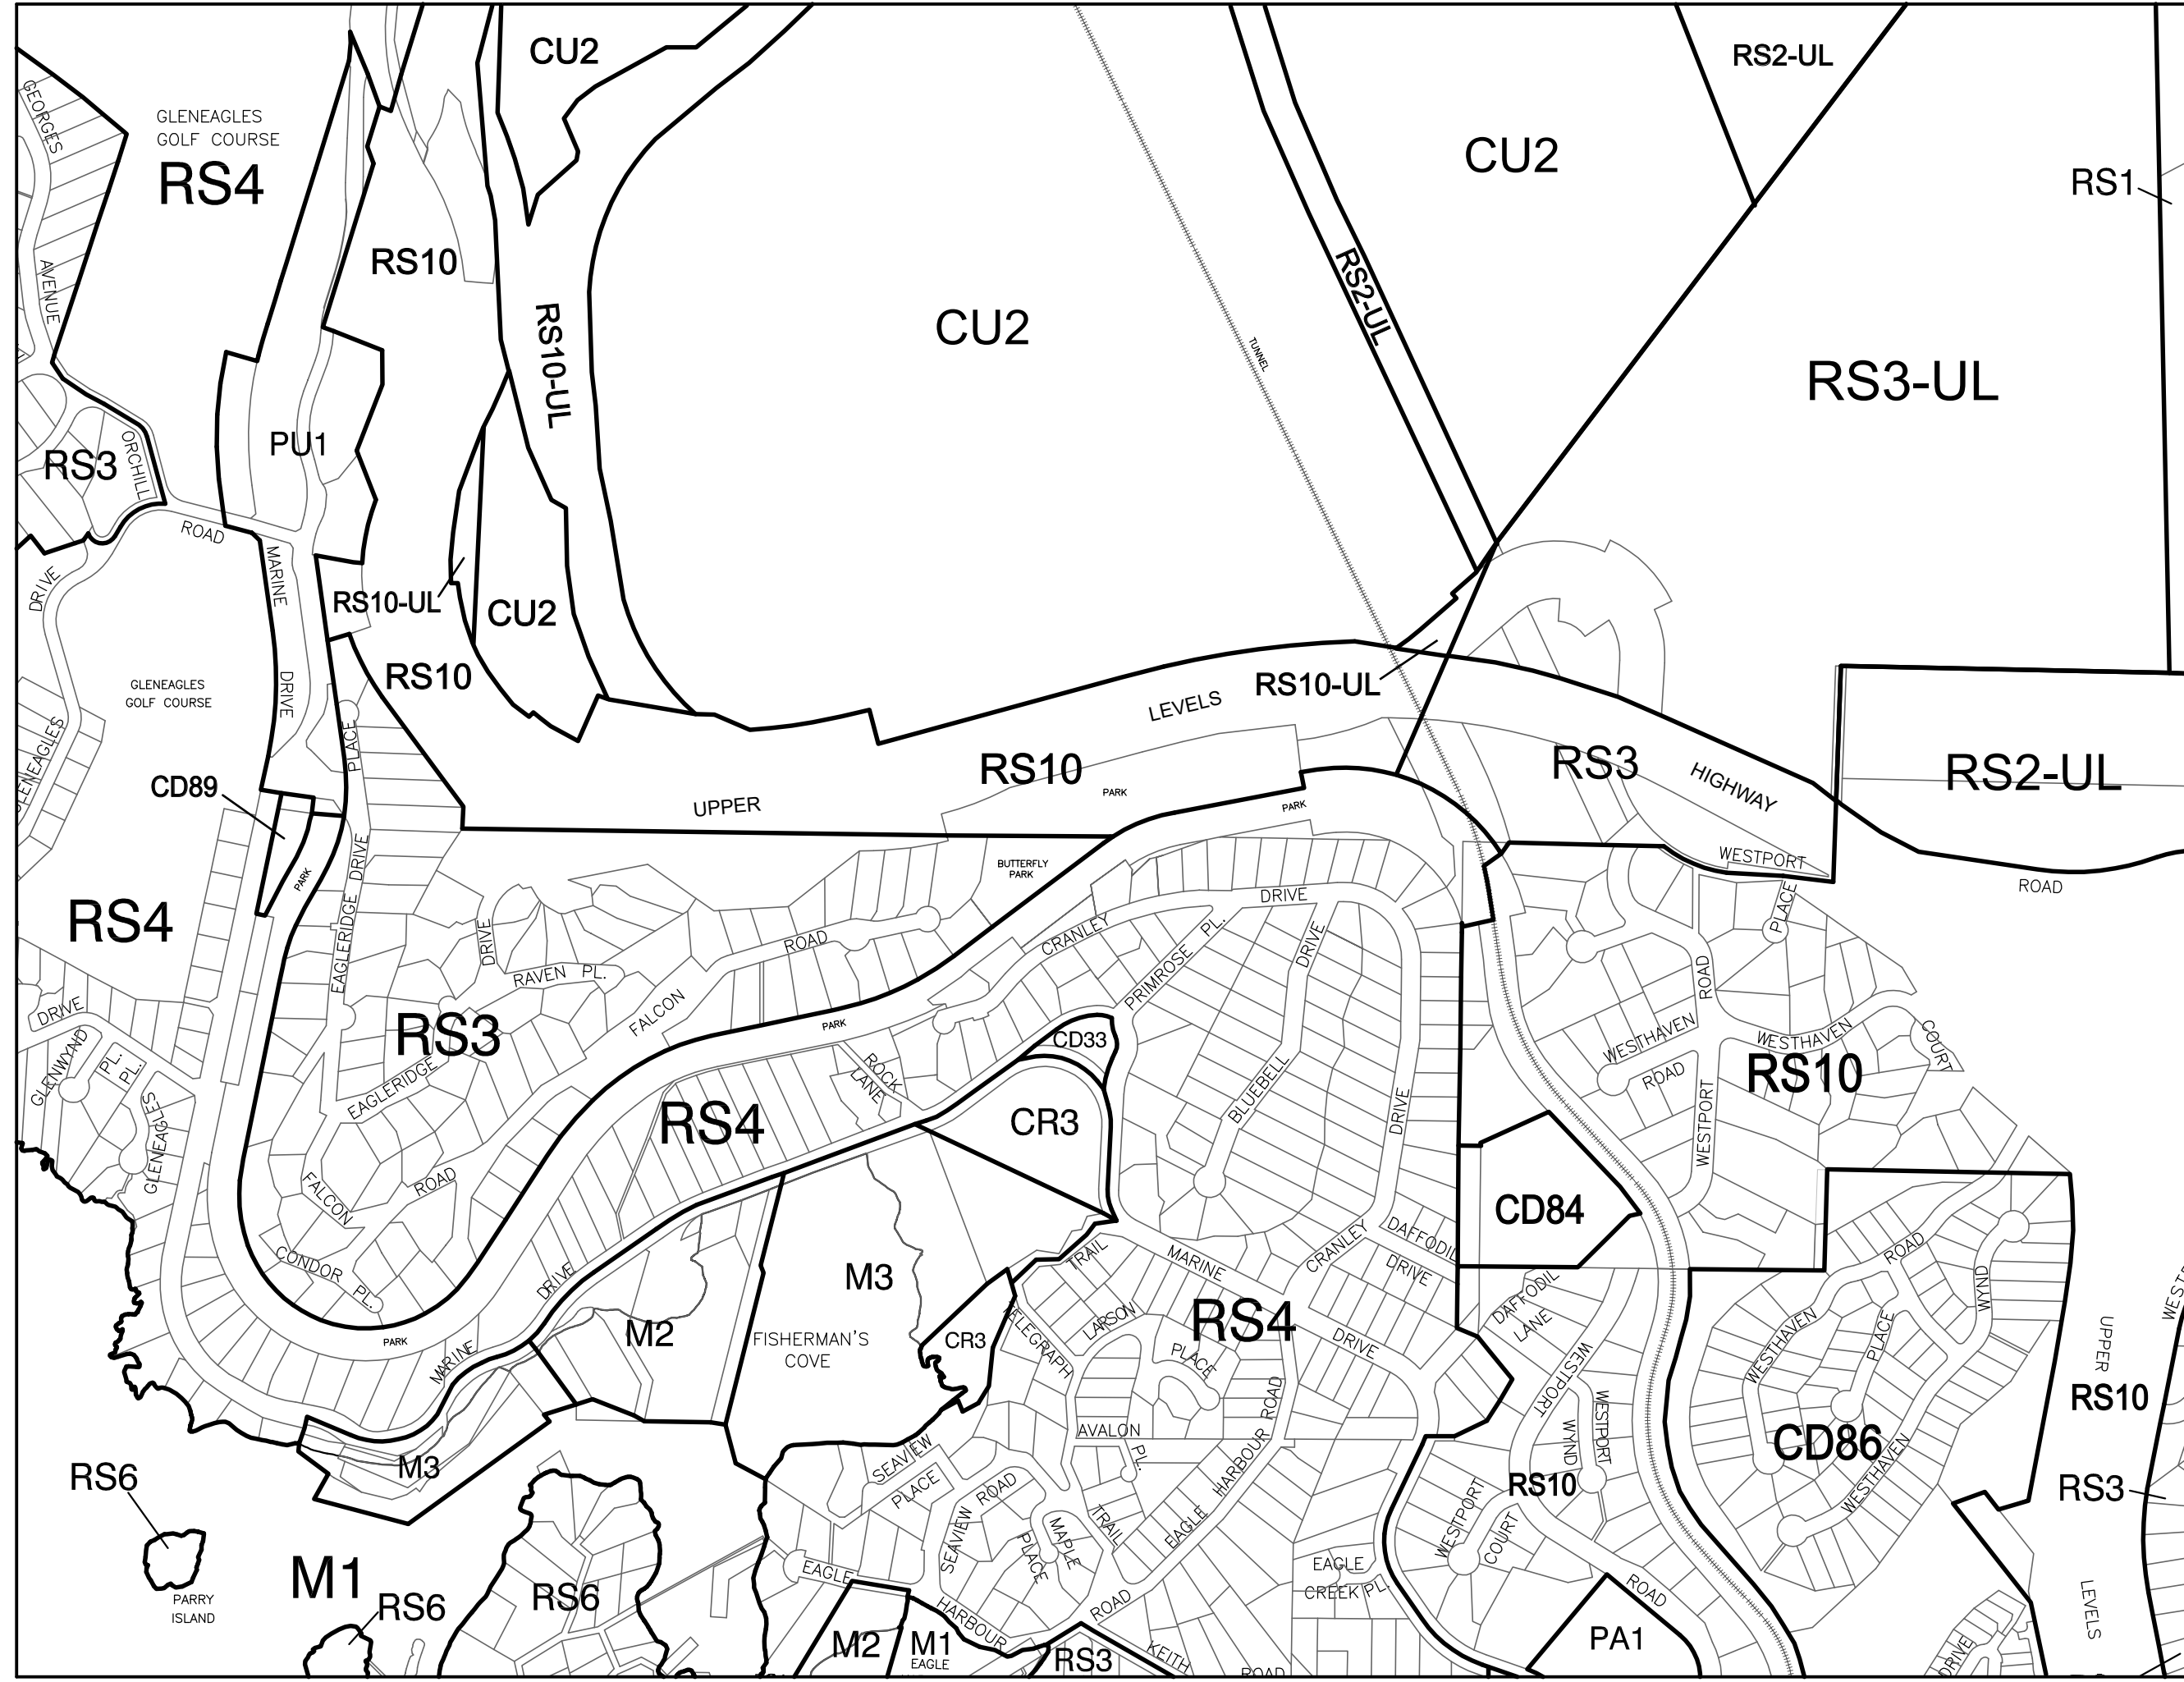 CU2
RS2-UL
GEORGES
GLENEAGLES
GOLF COURSE
RS4
CU2
RS1
RS10
AVENUE
RS2-UL
RS10-UL
CU2
TUNNEL
RS3-UL
PU1
RS3
ORCHILL
ROAD
MARINE
DRIVE
RS10-UL
CU2
RS10
DRIVE
GLENEAGLES
GOLF COURSE
RS10-UL
LEVELS
PLACE
GLENEAGLES
RS10
RS3
HIGHWAY
RS2-UL
CD89
UPPER
PARK
PARK
WESTPORT
ROAD
BUTTERFLY
PARK
PARK
EAGLERIDGE DRIVE
RS4
DRIVE
DRIVE
PLACE
ROAD
CRANLEY
PRIMROSE PL.
DRIVE
RAVEN PL.
ROAD
FALCON
DRIVE
PARK
RS3
CD33
WESTHAVEN
WESTHAVEN
COURT
GLENWYND
PL.
PL.
ROCK
LANE
ROAD
RS10
EAGLERIDGE
BLUEBELL
DRIVE
RS4
CR3
WESTPORT
GLENEAGLES
FALCON
ROAD
CD84
CONDOR PL.
DAFFODIL
CRANLEY
MARINE
TRAIL
DRIVE
ROAD
M3
DRIVE
DAFFODIL
LANE
WYND
WESTHAVEN
PLACE
UPPER
RS4
LARSON
TELEGRAPH
M2
FISHERMAN'S
COVE
CR3
PARK
MARINE
PLACE
DRIVE
WESTPORT
WESTPORT
WYND
ROAD
RS10
AVALON
PL.
CD86
M3
SEAVIEW
PLACE
HARBOUR
RS6
RS10
WESTHAVEN
RS3
ROAD
SEAVIEW
MAPLE
PLACE
TRAIL
EAGLE
WESTPORT
COURT
M1
PARRY
ISLAND
RS6
RS6
EAGLE
EAGLE
CREEK PL.
ROAD
ROAD
LEVELS
HARBOUR
M2
M1
EAGLE
RS3
KEITH
ROAD
PA1
DRIVE